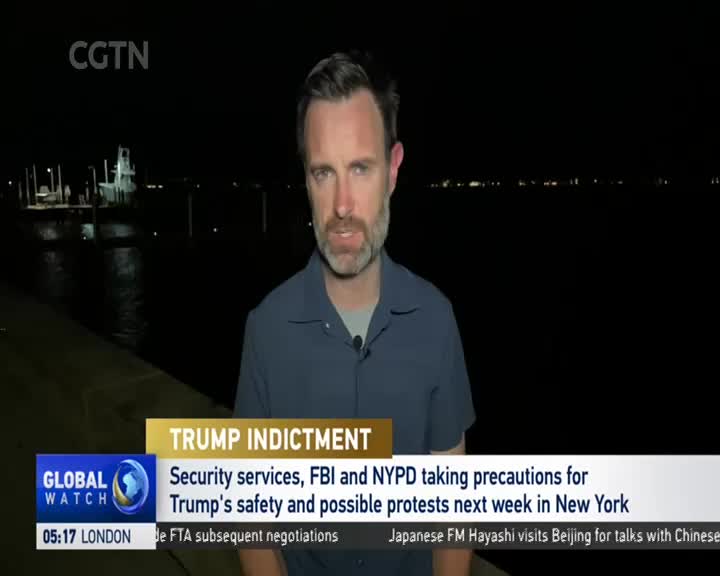 CGTN
TRUMP INDICTMENT
Security services, FBI and NYPD taking precautions for
Trump's safety and possible protests next week in New York
GLOBAL
WATCH
05:17 LONDON
FTA subsequent negotiations
Japanese FM Hayashi visits Beijing for talks with Chinese